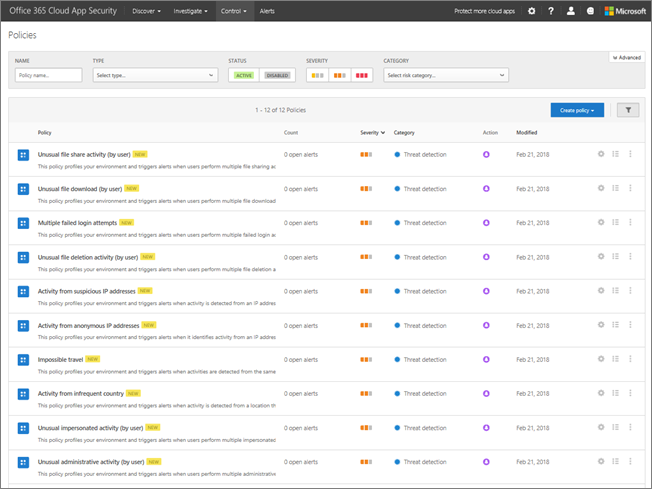 Office 365 Cloud App Security Discover Investigate Control Alerts Protect more cloud apps ? Microsoft
Policies
Advanced
NAME TYPE STATUS SEVERITY CATEGORY
Policy name... Select type... ACTIVE DISABLED Select risk category...
1 - 12 of 12 Policies Create policy
Policy Count Severity Category Action Modified
Unusual file share activity (by user) NEW 0 open alerts Threat detection Feb 21, 2018
This policy profiles your environment and triggers alerts when users perform multiple file sharing ac
Unusual file download (by user) NEW 0 open alerts Threat detection Feb 21, 2018
This policy profiles your environment and triggers alerts when users perform multiple file download
Multiple failed login attempts NEW 0 open alerts Threat detection Feb 21, 2018
This policy profiles your environment and triggers alerts when users perform multiple failed login ac
Unusual file deletion activity (by user) NEW 0 open alerts Threat detection Feb 21, 2018
This policy profiles your environment and triggers alerts when users perform multiple file deletion a
Activity from suspicious IP addresses NEW 0 open alerts Threat detection Feb 21, 2018
This policy profiles your environment and triggers alerts when activity is detected from an IP addres
Activity from anonymous IP addresses NEW 0 open alerts Threat detection Feb 21, 2018
This policy profiles your environment and triggers alerts when it identifies activity from an IP addres
Impossible travel NEW 0 open alerts Threat detection Feb 21, 2018
This policy profiles your environment and triggers alerts when activities are detected from the same
Activity from infrequent country NEW 0 open alerts Threat detection Feb 21, 2018
This policy profiles your environment and triggers alerts when activity is detected from a location th
Unusual impersonated activity (by user) NEW 0 open alerts Threat detection Feb 21, 2018
This policy profiles your environment and triggers alerts when users perform multiple impersonated
Unusual administrative activity (by user) NEW 0 open alerts Threat detection Feb 21, 2018
This policy profiles your environment and triggers alerts when users perform multiple administrative